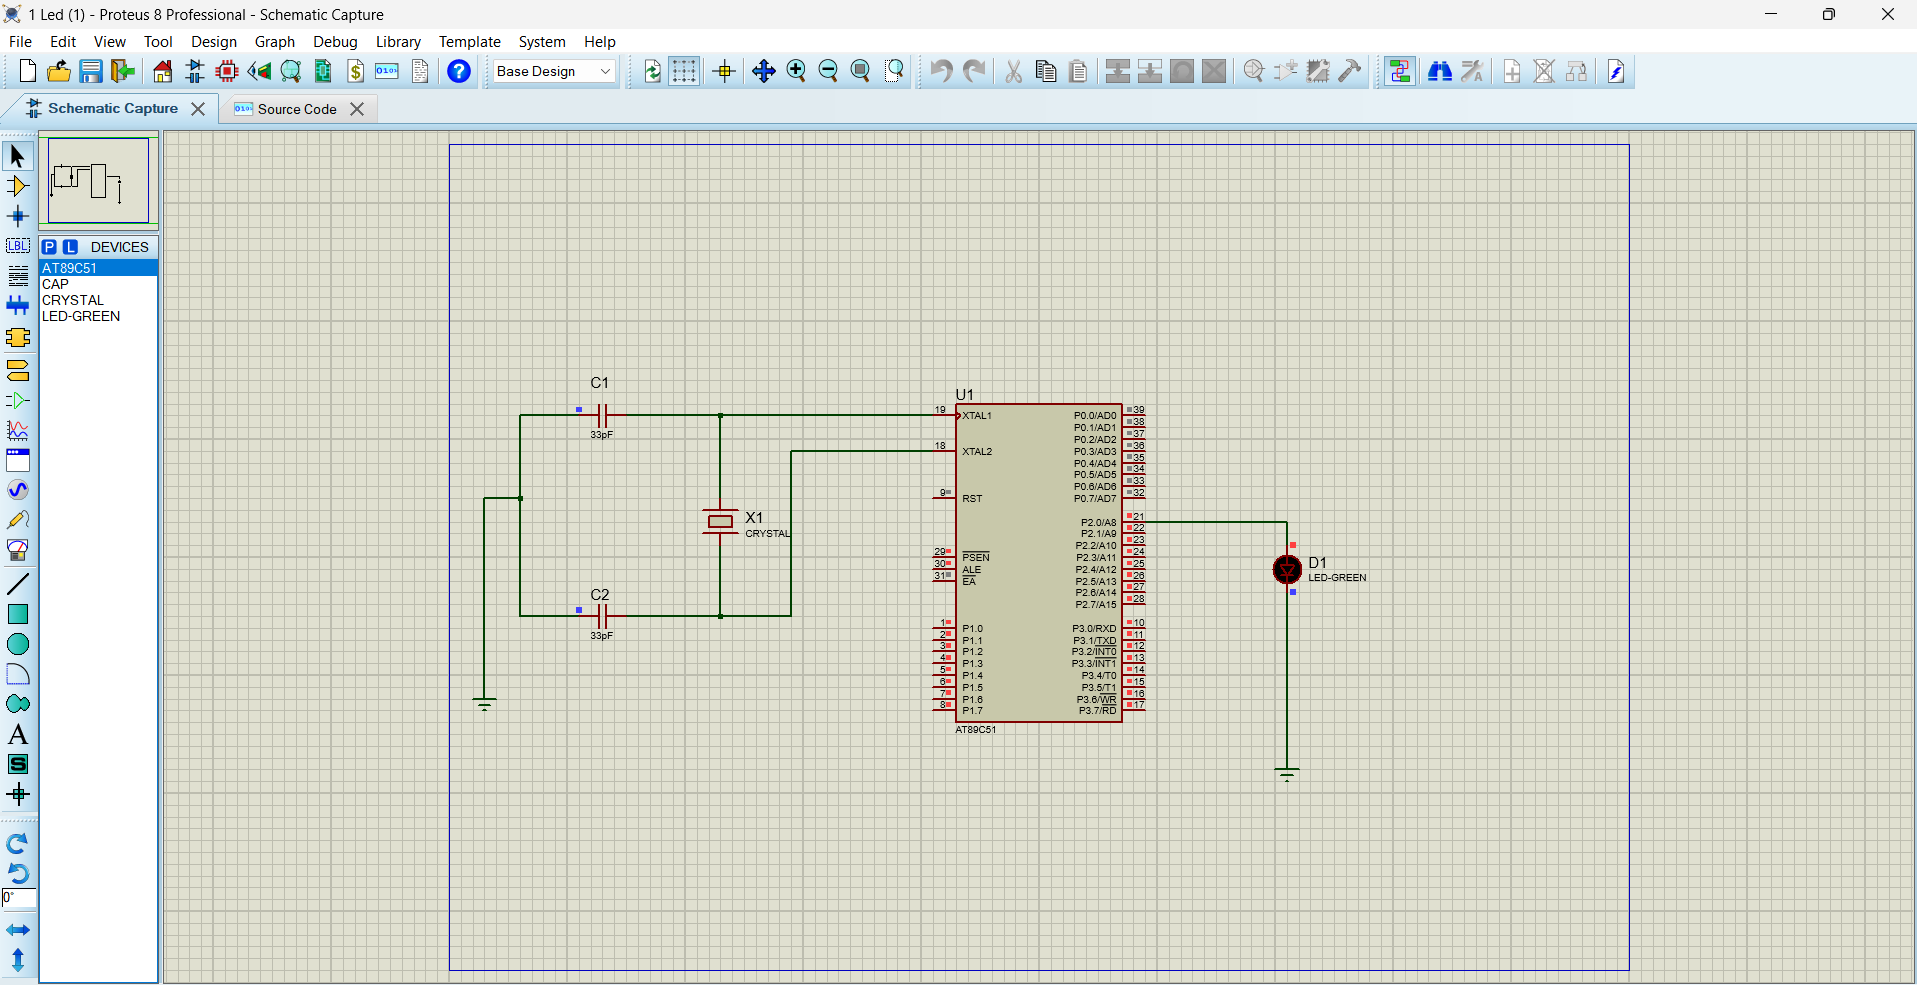 1 Led (1) - Proteus 8 Professional - Schematic Capture
File Edit View Tool Design Graph Debug Library Template System Help
Base Design
Schematic Capture
Source Code
P L DEVICES
AT89C51
CAP
CRYSTAL
LED-GREEN
LBL
A
S
0°
C1
33pF
C2
33pF
X1
CRYSTAL
U1
19 XTAL1
18 XTAL2
9 RST
29 PSEN
30 ALE
31 EA
1 P1.0
2 P1.1
3 P1.2
4 P1.3
5 P1.4
6 P1.5
7 P1.6
8 P1.7
P0.0/AD0 39
P0.1/AD1 38
P0.2/AD2 37
P0.3/AD3 36
P0.4/AD4 35
P0.5/AD5 34
P0.6/AD6 33
P0.7/AD7 32
P2.0/A8 21
P2.1/A9 22
P2.2/A10 23
P2.3/A11 24
P2.4/A12 25
P2.5/A13 26
P2.6/A14 27
P2.7/A15 28
P3.0/RXD 10
P3.1/TXD 11
P3.2/INT0 12
P3.3/INT1 13
P3.4/T0 14
P3.5/T1 15
P3.6/WR 16
P3.7/RD 17
AT89C51
D1
LED-GREEN